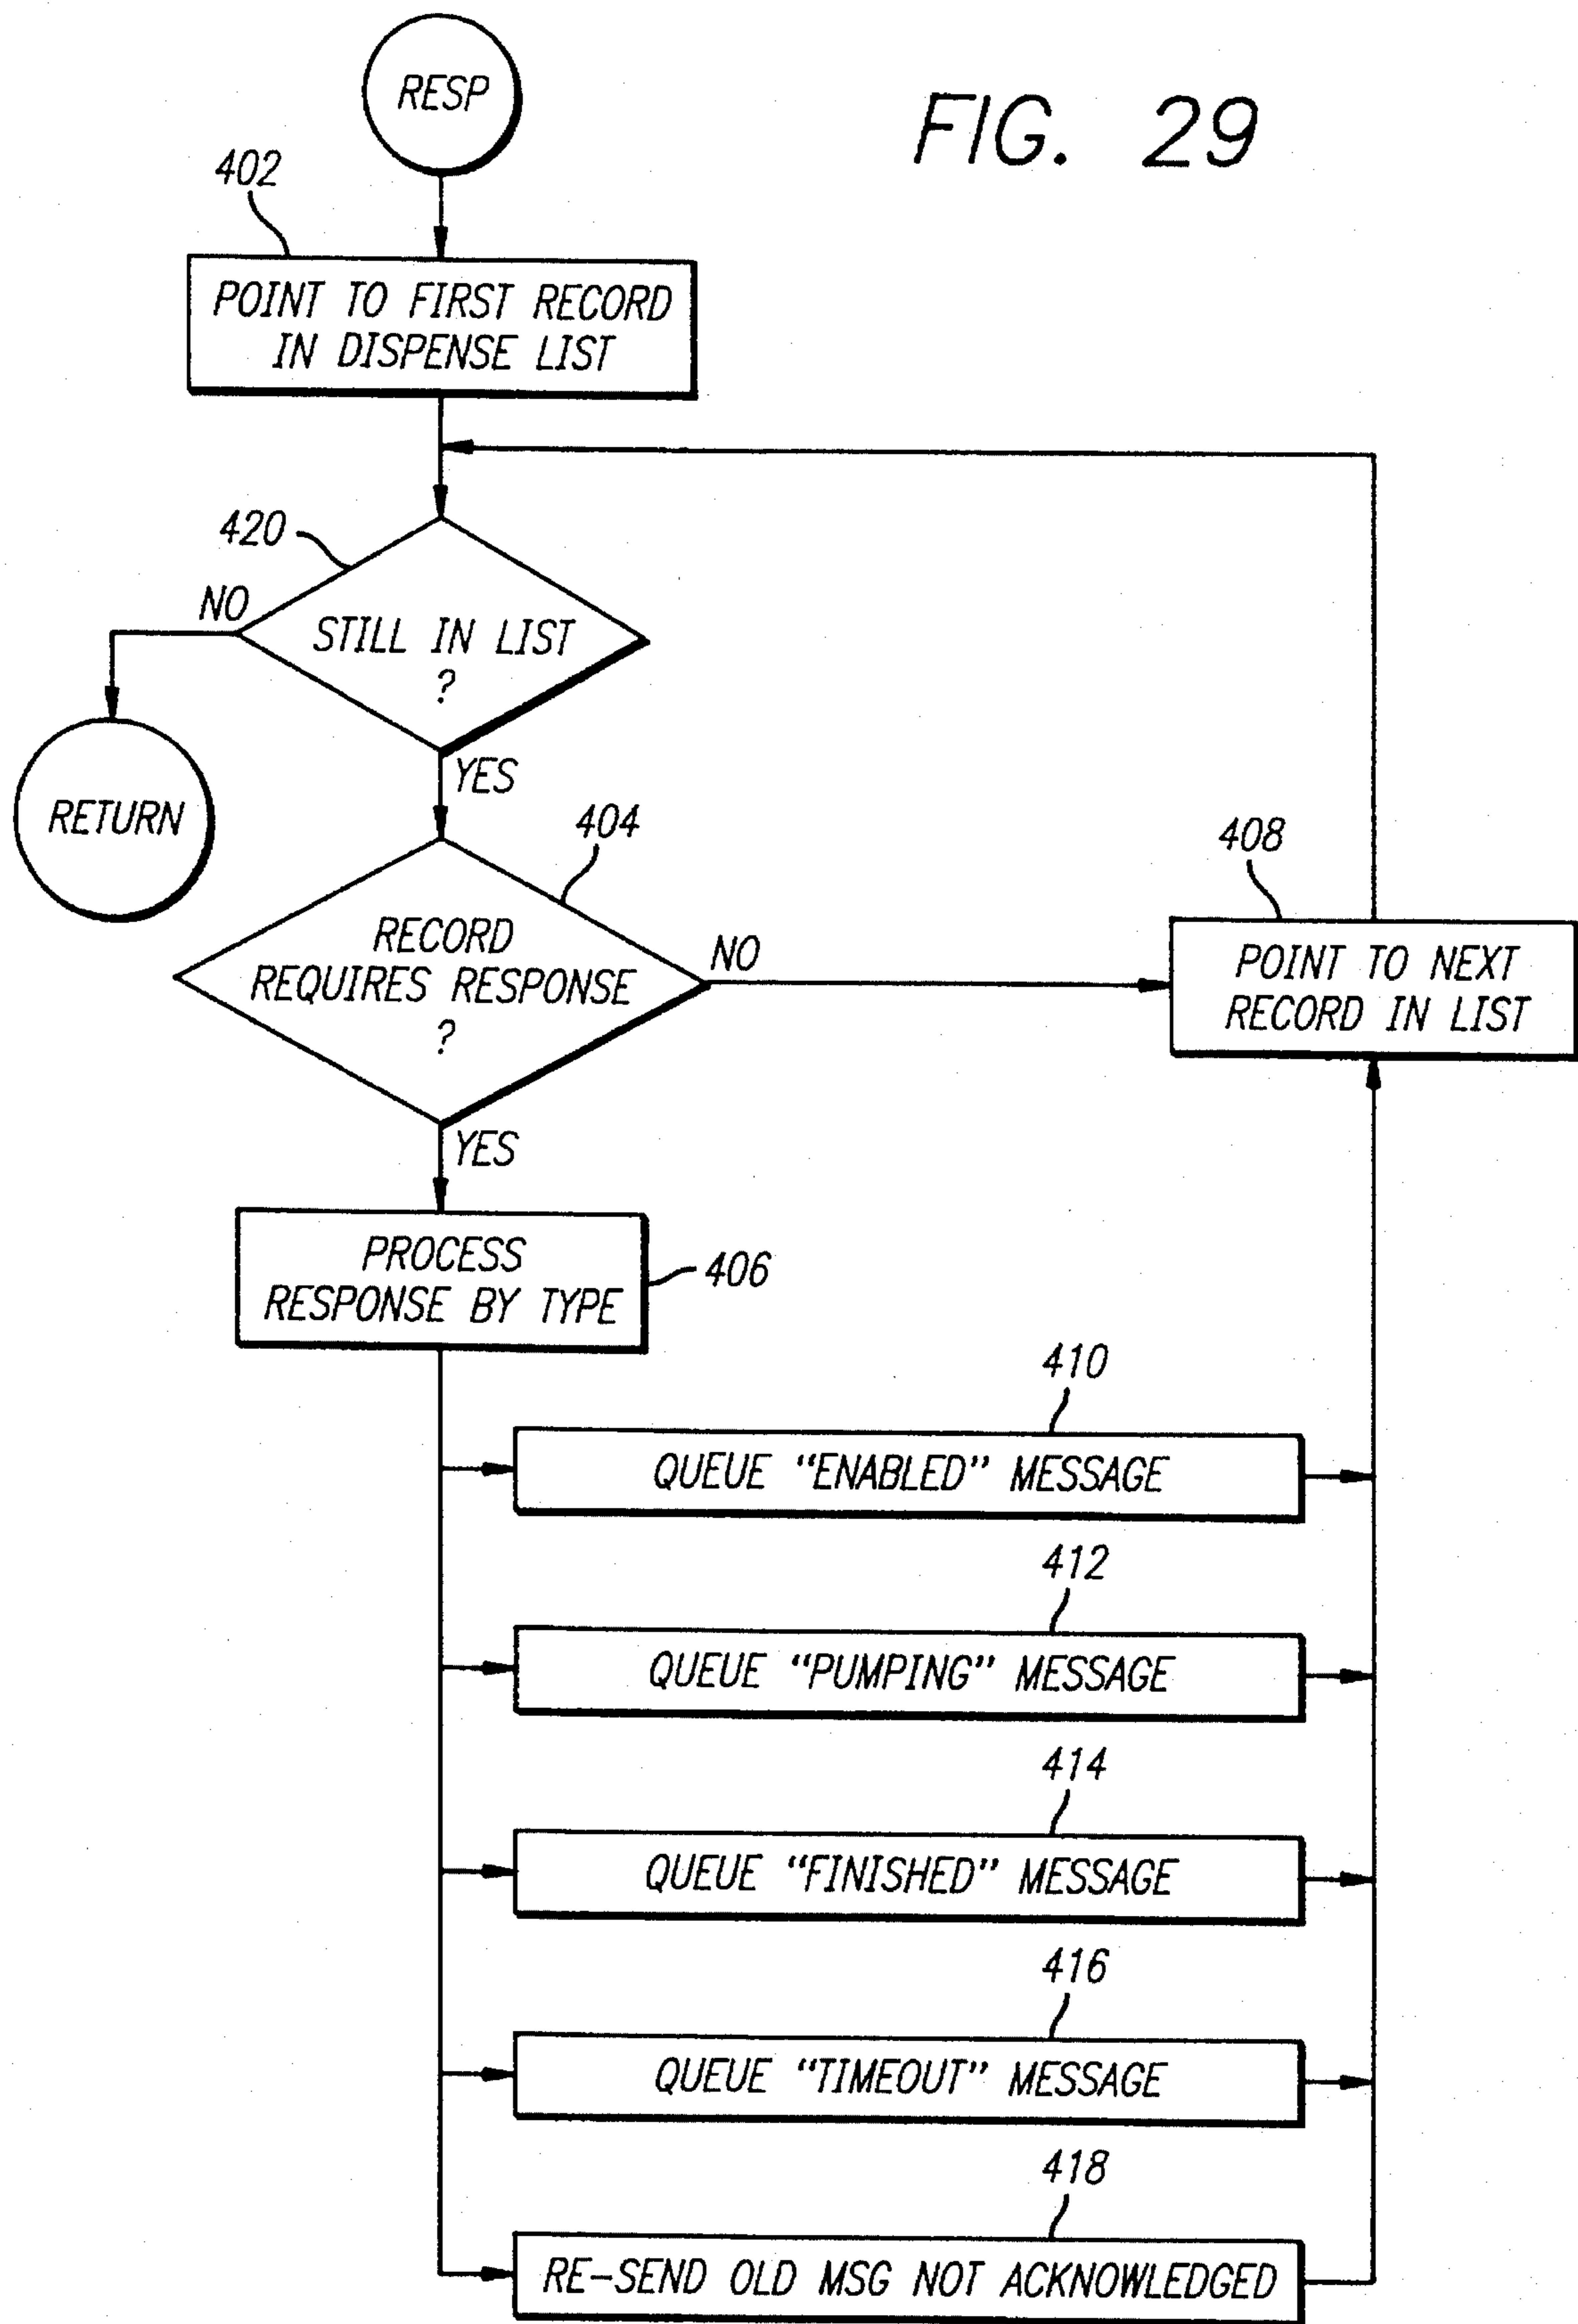 RESP
FIG. 29
402
POINT TO FIRST RECORD
IN DISPENSE LIST
420
NO
STILL IN LIST
?
YES
RETURN
404
RECORD
REQUIRES RESPONSE
?
NO
408
POINT TO NEXT
RECORD IN LIST
YES
PROCESS
RESPONSE BY TYPE
406
410
QUEUE "ENABLED" MESSAGE
412
QUEUE "PUMPING" MESSAGE
414
QUEUE "FINISHED" MESSAGE
416
QUEUE "TIMEOUT" MESSAGE
418
RE-SEND OLD MSG NOT ACKNOWLEDGED